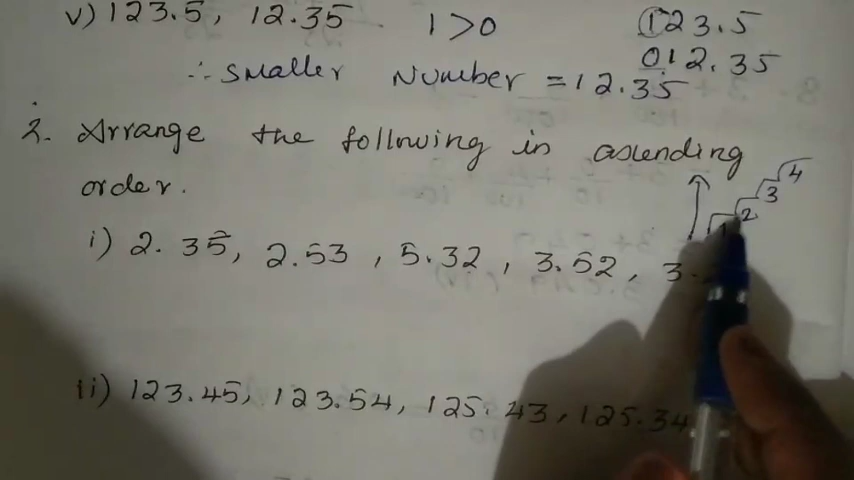 v) 123.5, 12.35 1>0 123.5
012.35
∴ smaller Number = 12.35
2. Arrange the following in ascending
order. 1 2 3 4
i) 2.35, 2.53, 5.32, 3.52, 3.
ii) 123.45, 123.54, 125.43, 125.34